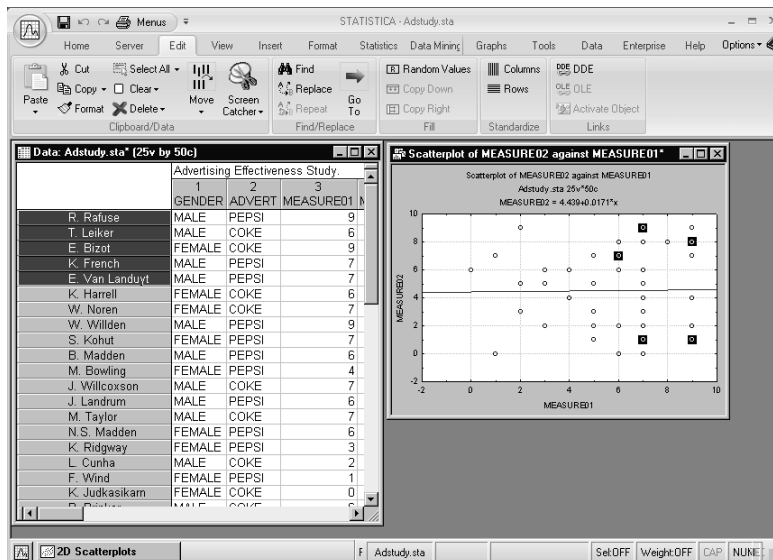 Menus
STATISTICA - Adstudy.sta
Home Server Edit View Insert Format Statistics Data Mining Graphs Tools Data Enterprise Help Options
Paste
Cut
Copy
Format
Select All
Clear
Delete
Move
Screen Catcher
Clipboard/Data
Find
Replace
Repeat
Go To
Find/Replace
Random Values
Copy Down
Copy Right
Fill
Columns
Rows
Standardize
DDE DDE
OLE OLE
Activate Object
Links
Data: Adstudy.sta* (25v by 50c)
Advertising Effectiveness Study.
1 2 3
GENDER ADVERT MEASURE01 M
R. Rafuse MALE PEPSI 9
T. Leiker MALE COKE 6
E. Bizot FEMALE COKE 9
K. French MALE PEPSI 7
E. Van Landuyt MALE PEPSI 7
K. Harrell FEMALE COKE 6
W. Noren FEMALE COKE 7
W. Willden MALE PEPSI 9
S. Kohut FEMALE PEPSI 7
B. Madden MALE PEPSI 6
M. Bowling FEMALE PEPSI 4
J. Willcoxson MALE COKE 7
J. Landrum MALE PEPSI 6
M. Taylor MALE COKE 7
N.S. Madden FEMALE PEPSI 6
K. Ridgway FEMALE PEPSI 3
L. Cunha MALE COKE 2
F. Wind FEMALE PEPSI 1
K. Judkasikarn FEMALE COKE 0
Scatterplot of MEASURE02 against MEASURE01*
Scatterplot of MEASURE02 against MEASURE01
Adstudy.sta 25v*50c
MEASURE02 = 4.439+0.0171*x
MEASURE02
10
8
6
4
2
0
-2
-2 0 2 4 6 8 10
MEASURE01
2D Scatterplots
F Adstudy.sta Sel:OFF Weight:OFF CAP NUM